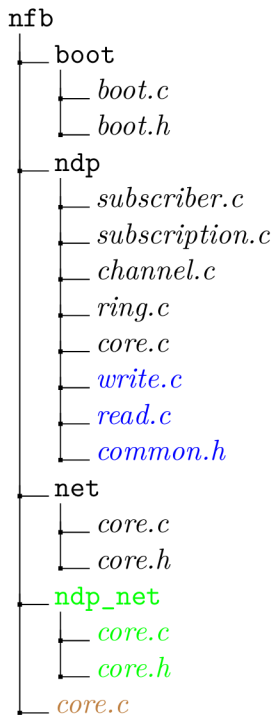 nfb
boot
boot.c
boot.h
ndp
subscriber.c
subscription.c
channel.c
ring.c
core.c
write.c
read.c
common.h
net
core.c
core.h
ndp_net
core.c
core.h
core.c